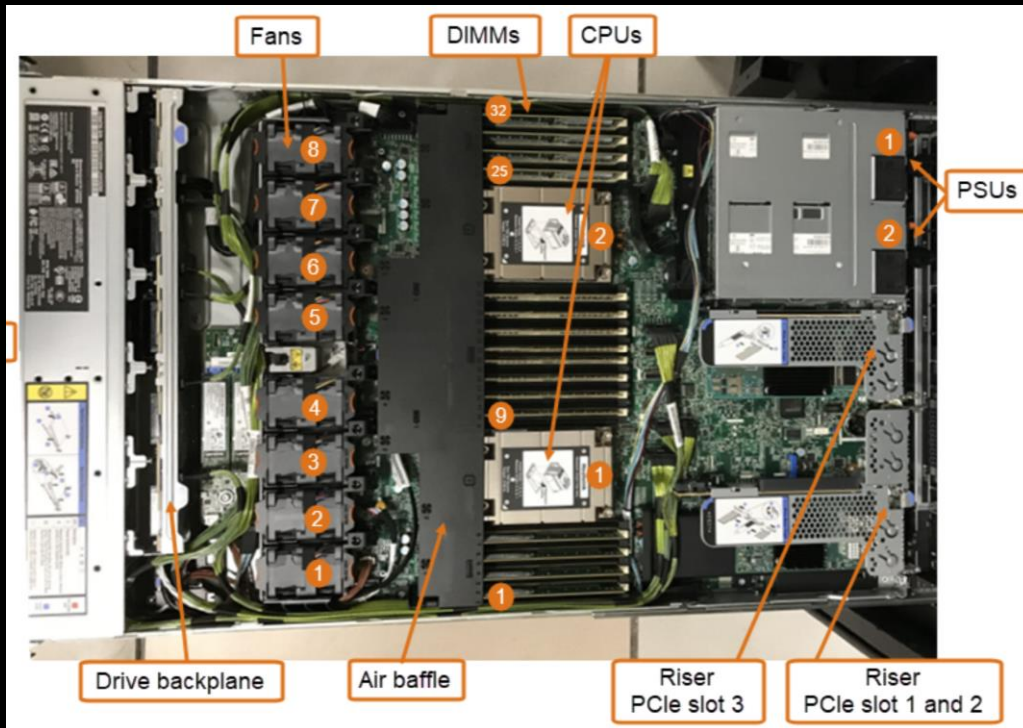 Fans
DIMMs
CPUs
32
8
25
1
7
PSUs
2
2
6
5
4
9
3
1
2
1
1
Drive backplane
Air baffle
Riser
PCIe slot 3
Riser
PCIe slot 1 and 2